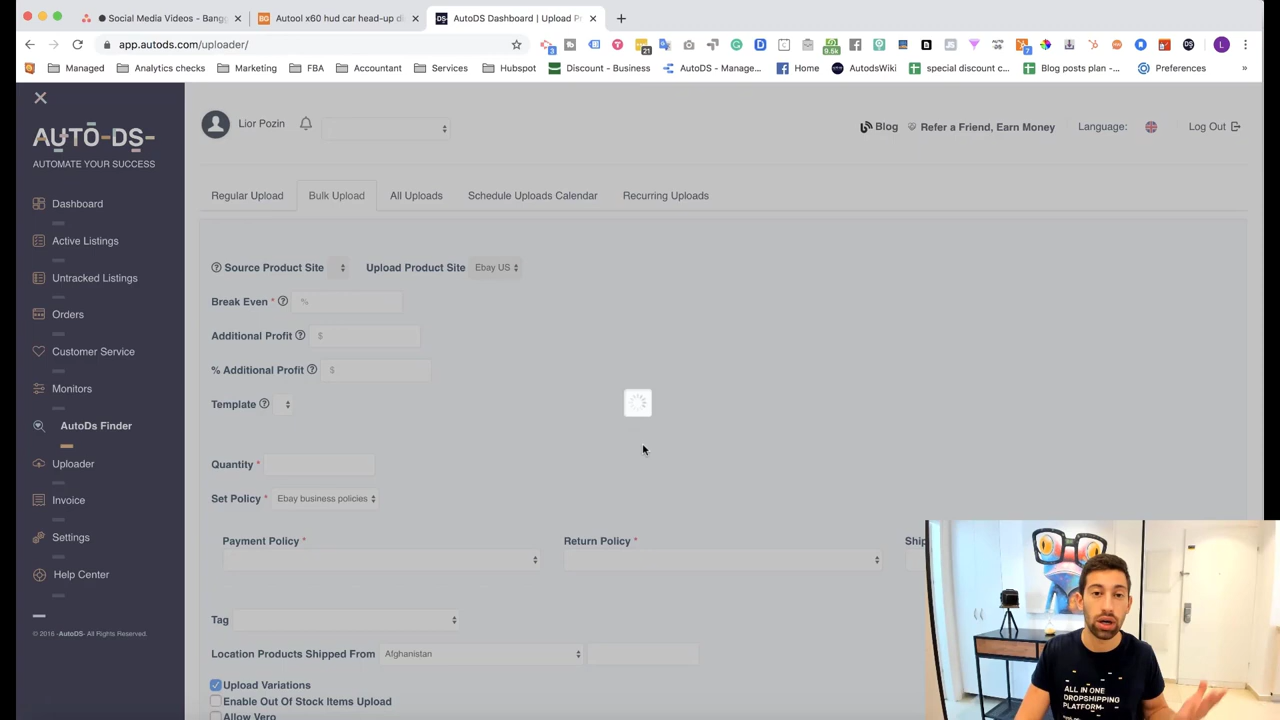 ● Social Media Videos - Bangg
Autool x60 hud car head-up di
AutoDS Dashboard | Upload Pr
app.autods.com/uploader/
Managed
Analytics checks
Marketing
FBA
Accountant
Services
Hubspot
Discount - Business
AutoDS - Manage...
Home
AutodsWiki
special discount c...
Blog posts plan -...
Preferences
»
AUTO-DS-
AUTOMATE YOUR SUCCESS
Lior Pozin
Blog
Refer a Friend, Earn Money
Language:
Log Out
Dashboard
Active Listings
Untracked Listings
Orders
Customer Service
Monitors
AutoDs Finder
Uploader
Invoice
Settings
Help Center
© 2016 -AutoDS- All Rights Reserved.
Regular Upload
Bulk Upload
All Uploads
Schedule Uploads Calendar
Recurring Uploads
Source Product Site
Upload Product Site Ebay US
Break Even * %
Additional Profit $
% Additional Profit $
Template
Quantity *
Set Policy * Ebay business policies
Payment Policy *
Return Policy *
Ship
Tag
Location Products Shipped From Afghanistan
Upload Variations
Enable Out Of Stock Items Upload
Allow Vero
ALL IN ONE
DROPSHIPPING
PLATFORM